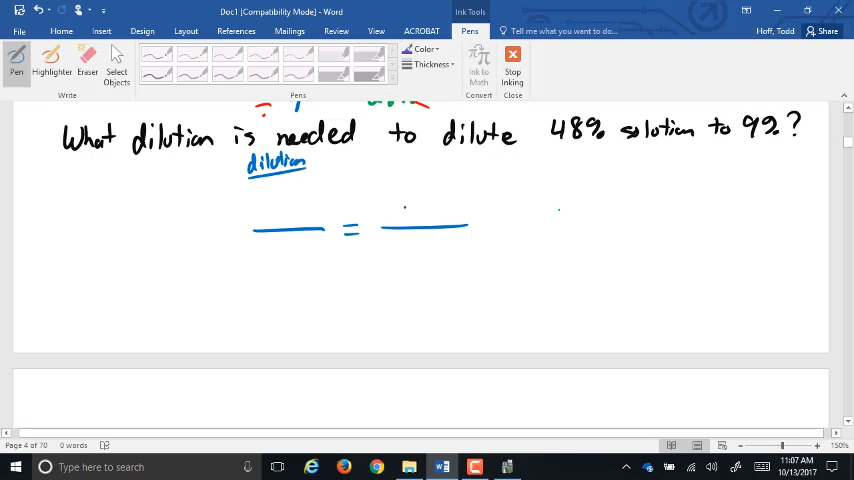 Doc1 [Compatibility Mode] - Word
Ink Tools
Hoff, Todd
File Home Insert Design Layout References Mailings Review View ACROBAT Pens Tell me what you want to do... Share
Pen Highlighter Eraser Select Objects
Color
Thickness
Ink to Math
Stop Inking
Write Pens Convert Close
What dilution is needed to dilute 48% solution to 9%?
dilution
=
Page 4 of 70 0 words 150%
Type here to search 11:07 AM
10/13/2017